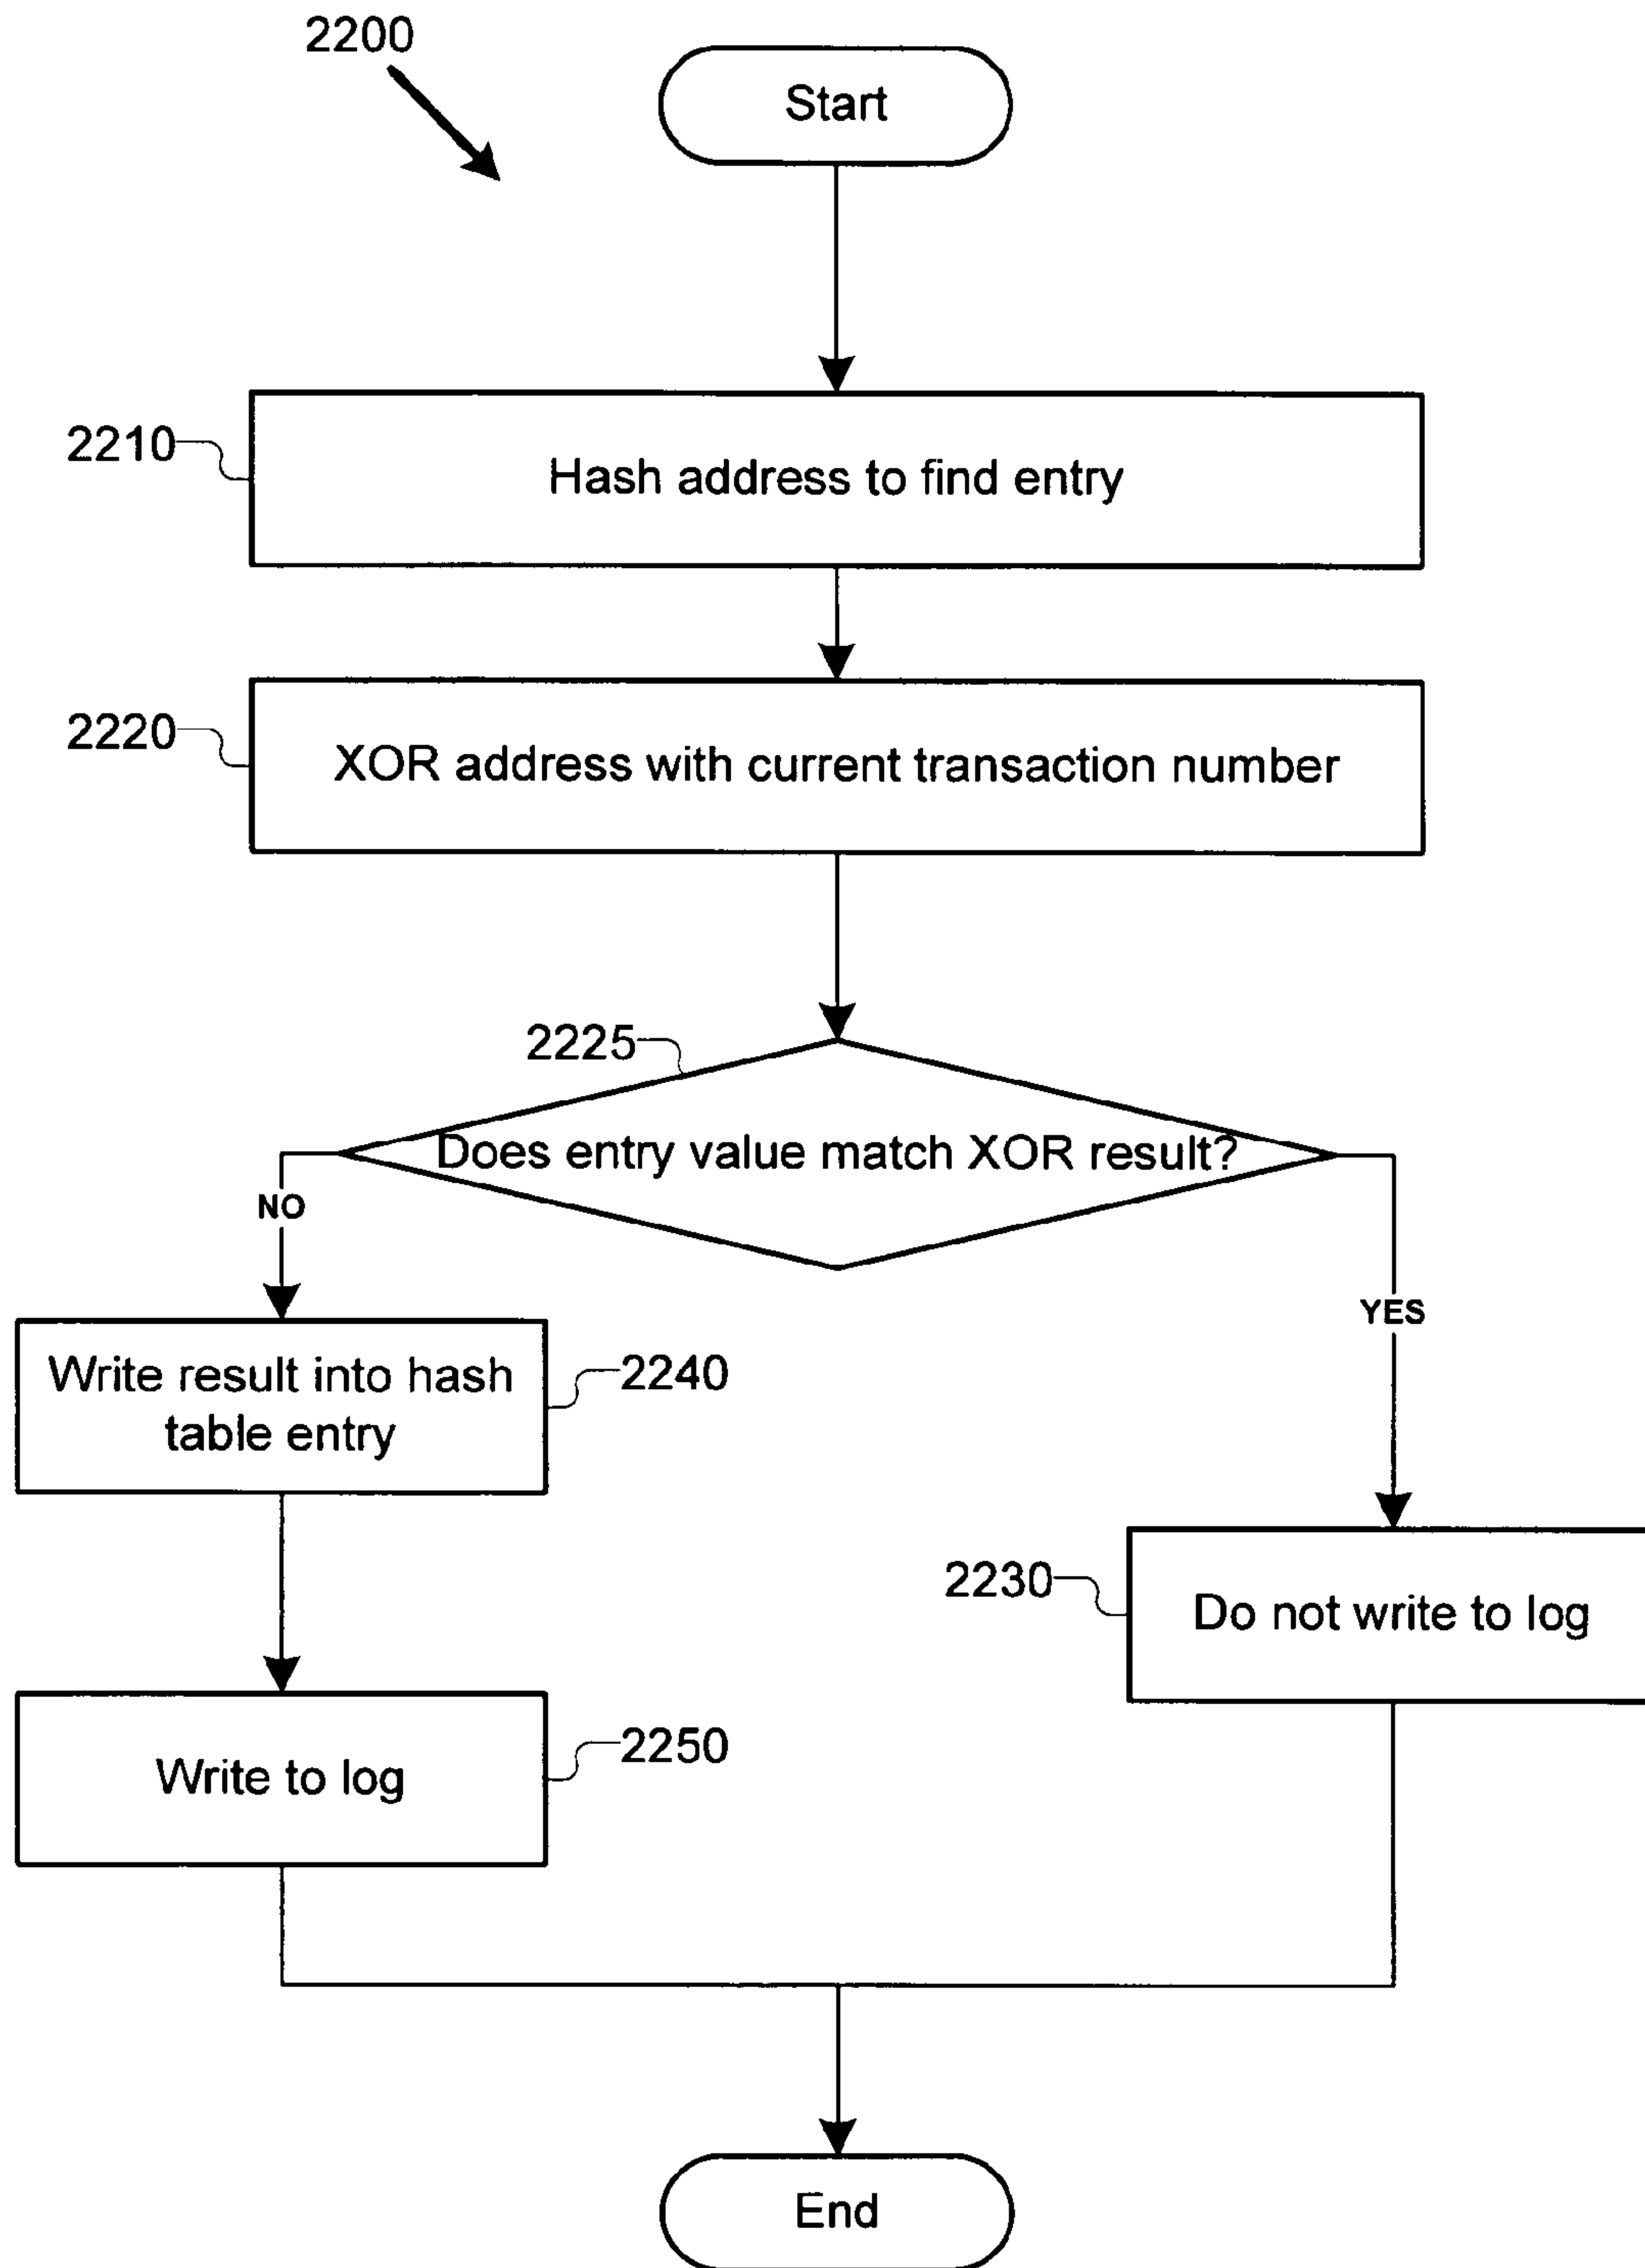 2200
Start
2210
Hash address to find entry
2220
XOR address with current transaction number
2225
Does entry value match XOR result?
NO
YES
Write result into hash
table entry
2240
2230
Do not write to log
Write to log
2250
End